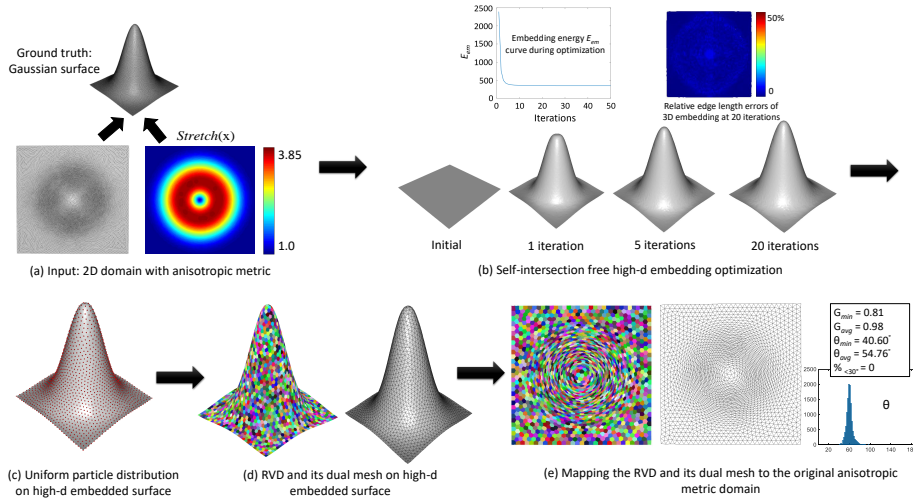 Ground truth:
Gaussian surface
Stretch(x)
3.85
1.0
(a) Input: 2D domain with anisotropic metric
2500
2000
1500
1000
500
0
E_em
0 10 20 30 40 50
Iterations
Embedding energy E_em
curve during optimization
50%
0
Relative edge length errors of
3D embedding at 20 iterations
Initial
1 iteration
5 iterations
20 iterations
(b) Self-intersection free high-d embedding optimization
(c) Uniform particle distribution
on high-d embedded surface
(d) RVD and its dual mesh on high-d
embedded surface
G_min = 0.81
G_avg = 0.98
θ_min = 40.60°
θ_avg = 54.76°
%_<30° = 0
2500
2000
1500
1000
500
0
θ
20 60 100 140 180
(e) Mapping the RVD and its dual mesh to the original anisotropic
metric domain